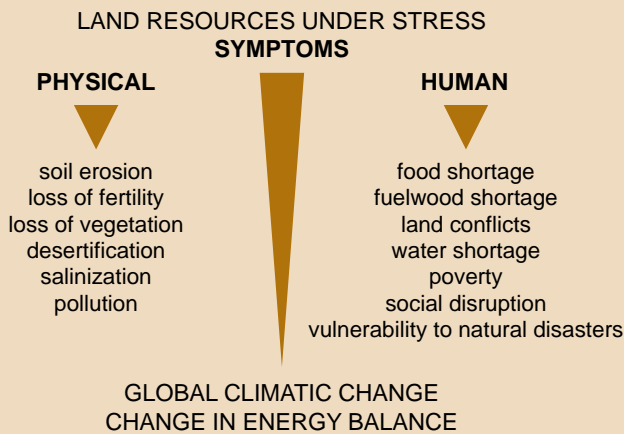 LAND RESOURCES UNDER STRESS
SYMPTOMS
PHYSICAL
soil erosion
loss of fertility
loss of vegetation
desertification
salinization
pollution
HUMAN
food shortage
fuelwood shortage
land conflicts
water shortage
poverty
social disruption
vulnerability to natural disasters
GLOBAL CLIMATIC CHANGE
CHANGE IN ENERGY BALANCE